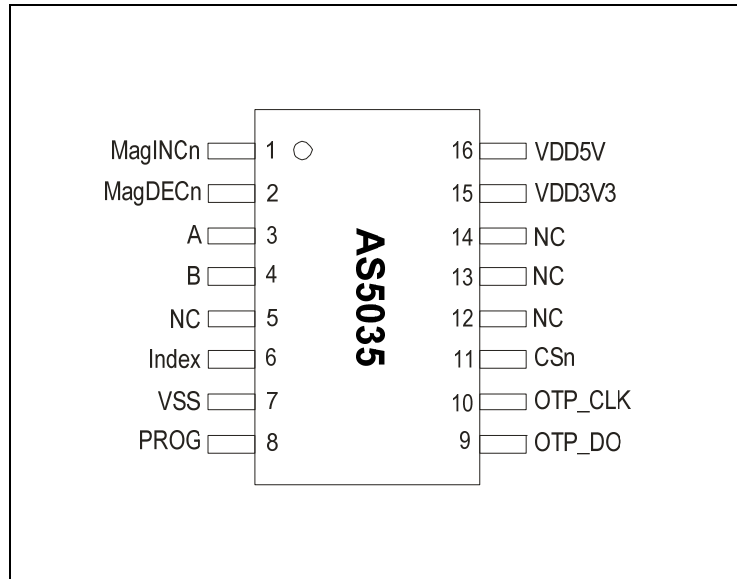 MagINCn 1 16 VDD5V
MagDECn 2 15 VDD3V3
A 3 14 NC
B 4 13 NC
NC 5 12 NC
Index 6 11 CSn
VSS 7 10 OTP_CLK
PROG 8 9 OTP_DO
AS5035